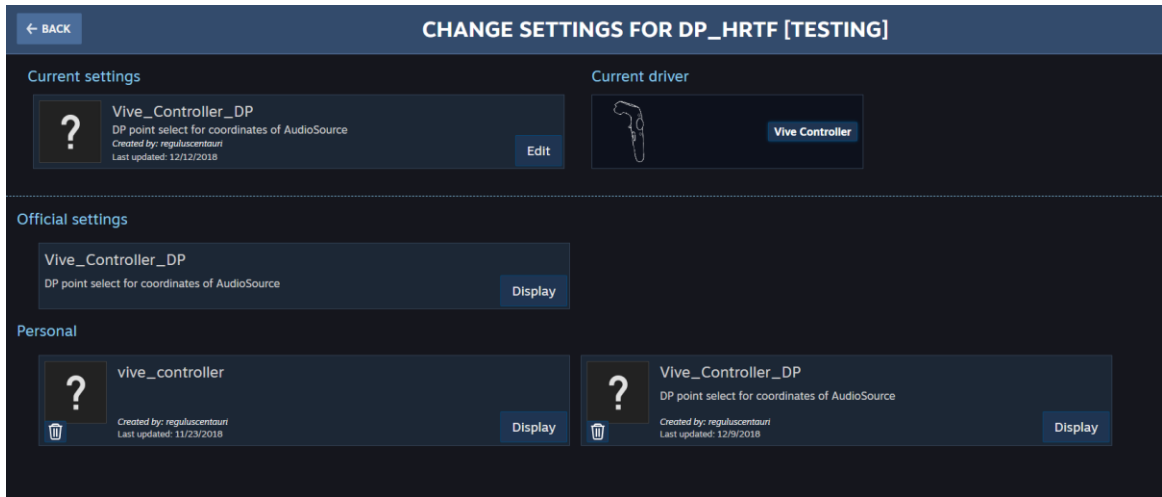 ← BACK
CHANGE SETTINGS FOR DP_HRTF [TESTING]
Current settings
Current driver
?
Vive_Controller_DP
DP point select for coordinates of AudioSource
Created by: reguluscentauri
Last updated: 12/12/2018
Edit
Vive Controller
Official settings
Vive_Controller_DP
DP point select for coordinates of AudioSource
Display
Personal
?
vive_controller
Created by: reguluscentauri
Last updated: 11/23/2018
Display
?
Vive_Controller_DP
DP point select for coordinates of AudioSource
Created by: reguluscentauri
Last updated: 12/9/2018
Display